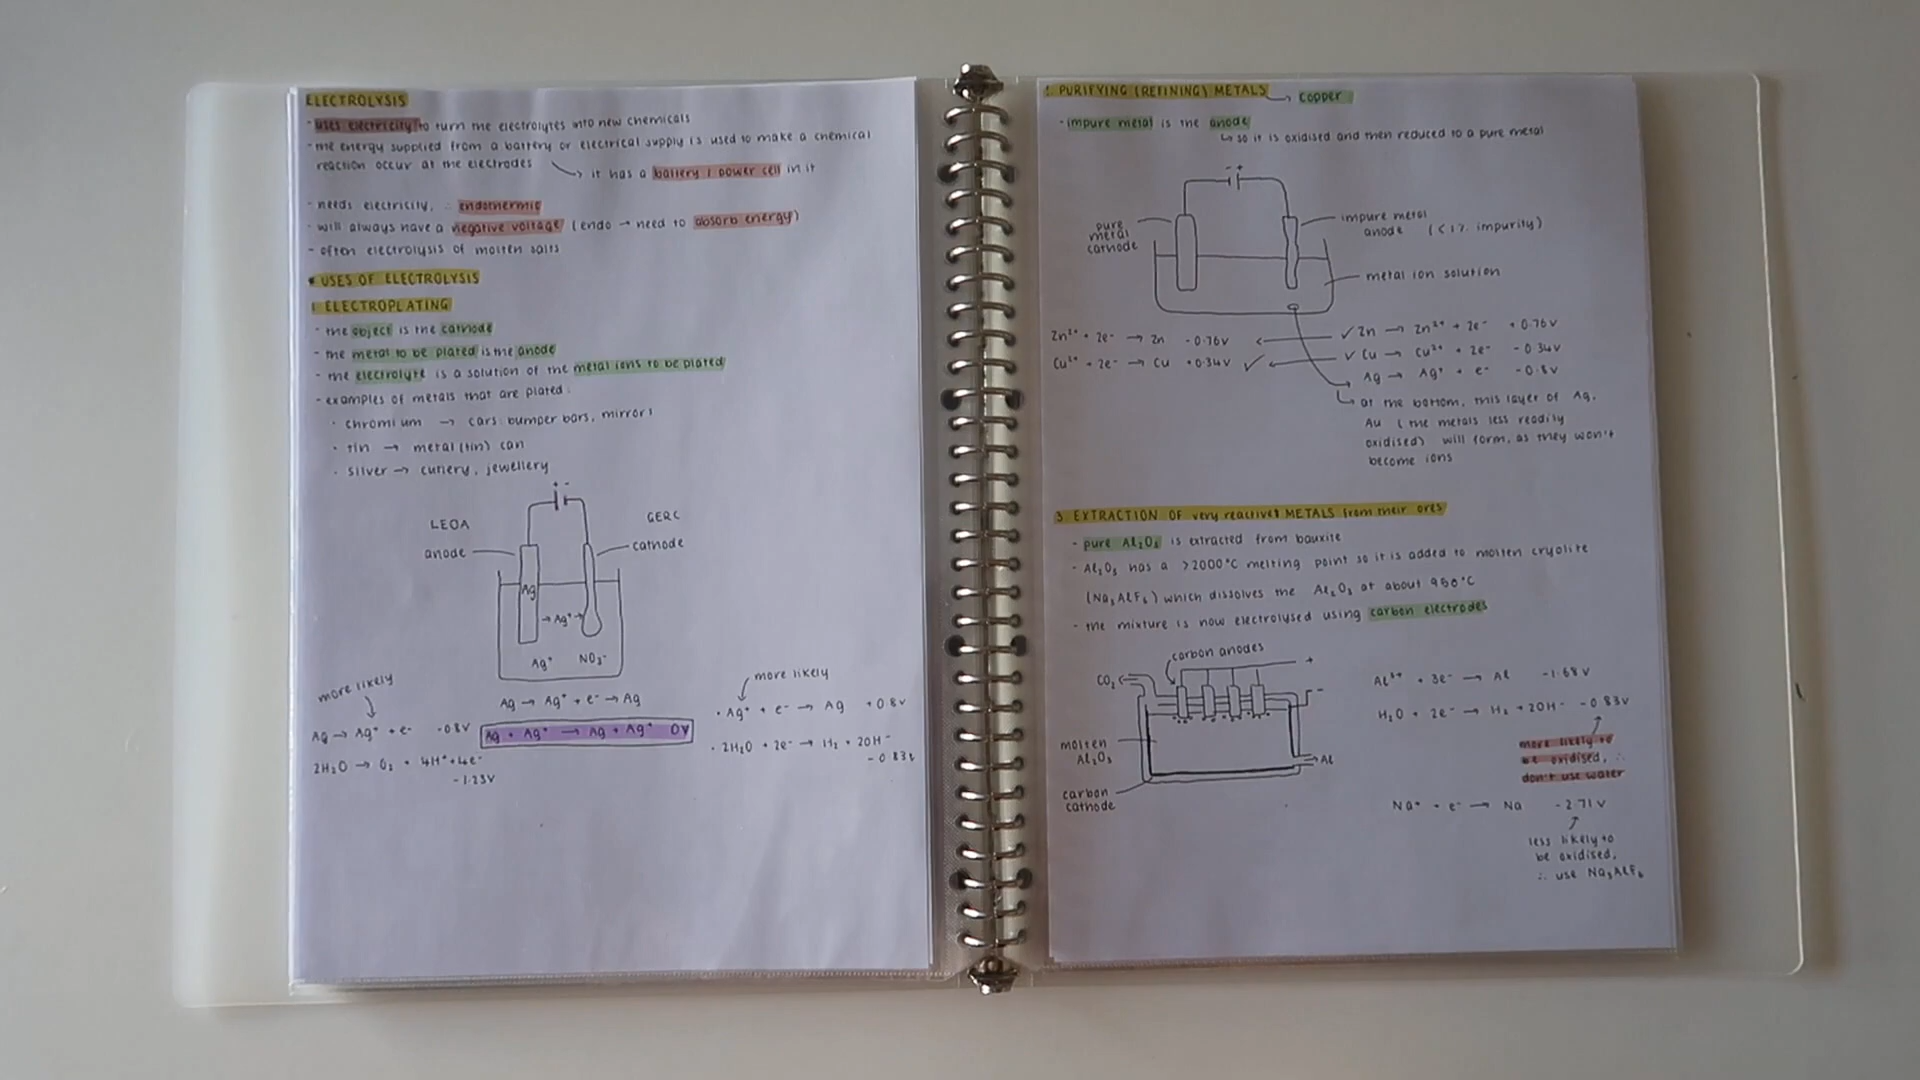 ELECTROLYSIS
- uses electricity to turn the electrolytes into new chemicals
- the energy supplied from a battery or electrical supply is used to make a chemical
reaction occur at the electrodes
→ it has a battery / power cell in it
- needs electricity, ∴ endothermic
- will always have a negative voltage (endo → need to absorb energy)
- often electrolysis of molten salts
* USES OF ELECTROLYSIS
1 ELECTROPLATING
- the object is the cathode
- the metal to be plated is the anode
- the electrolyte is a solution of the metal ions to be plated
- examples of metals that are plated:
· chromium → cars: bumper bars, mirrors
· tin → metal (tin) can
· silver → cutlery, jewellery
+ -
LEOA
GERC
anode
cathode
Ag
→ Ag⁺ →
Ag⁺ NO₃⁻
more likely
more likely
Ag → Ag⁺ + e⁻ → Ag
Ag → Ag⁺ + e⁻ -0.8V
Ag + Ag⁺ → Ag + Ag⁺ 0V
· Ag⁺ + e⁻ → Ag +0.8V
2H₂O → O₂ + 4H⁺ + 4e⁻
-1.23V
· 2H₂O + 2e⁻ → H₂ + 2OH⁻
-0.83V
PURIFYING (REFINING) METALS → copper
- impure metal is the anode
↳ so it is oxidised and then reduced to a pure metal
- +
pure
metal
cathode
impure metal
anode (<1% impurity)
metal ion solution
Zn²⁺ + 2e⁻ → Zn -0.76V ← ✓ Zn → Zn²⁺ + 2e⁻ +0.76V
Cu²⁺ + 2e⁻ → Cu +0.34V ✓ ← ✓ Cu → Cu²⁺ + 2e⁻ -0.34V
Ag → Ag⁺ + e⁻ -0.8V
↳ at the bottom, this layer of Ag,
Au (the metals less readily
oxidised) will form, as they won't
become ions
3 EXTRACTION OF very reactive METALS from their ores
- pure Al₂O₃ is extracted from bauxite
- Al₂O₃ has a >2000°C melting point so it is added to molten cryolite
(Na₃AlF₆) which dissolves the Al₂O₃ at about 950°C
- the mixture is now electrolysed using carbon electrodes
carbon anodes
+
CO₂
-
molten
Al₂O₃
→ Al
carbon
cathode
Al³⁺ + 3e⁻ → Al -1.68V
H₂O + 2e⁻ → H₂ + 2OH⁻ -0.83V
more likely to
be oxidised, ∴
don't use water
Na⁺ + e⁻ → Na -2.71V
less likely to
be oxidised,
∴ use Na₃AlF₆